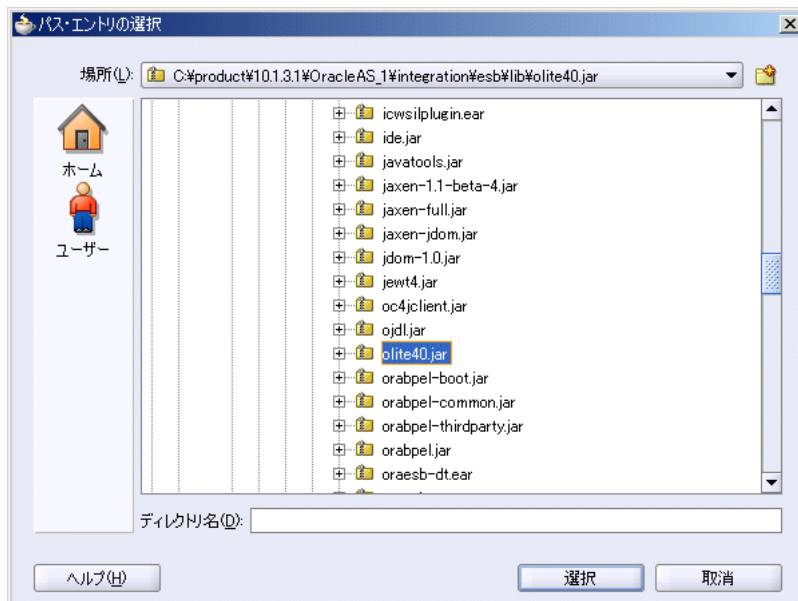 パス・エントリの選択
場所(L): C:¥product¥10.1.3.1¥OracleAS_1¥integration¥esb¥lib¥olite40.jar
ホーム
ユーザー
icwsilplugin.ear
ide.jar
javatools.jar
jaxen-1.1-beta-4.jar
jaxen-full.jar
jaxen-jdom.jar
jdom-1.0.jar
jewt4.jar
oc4jclient.jar
ojdl.jar
olite40.jar
orabpel-boot.jar
orabpel-common.jar
orabpel-thirdparty.jar
orabpel.jar
oraesb-dt.ear
ディレクトリ名(D):
ヘルプ(H) 選択 取消